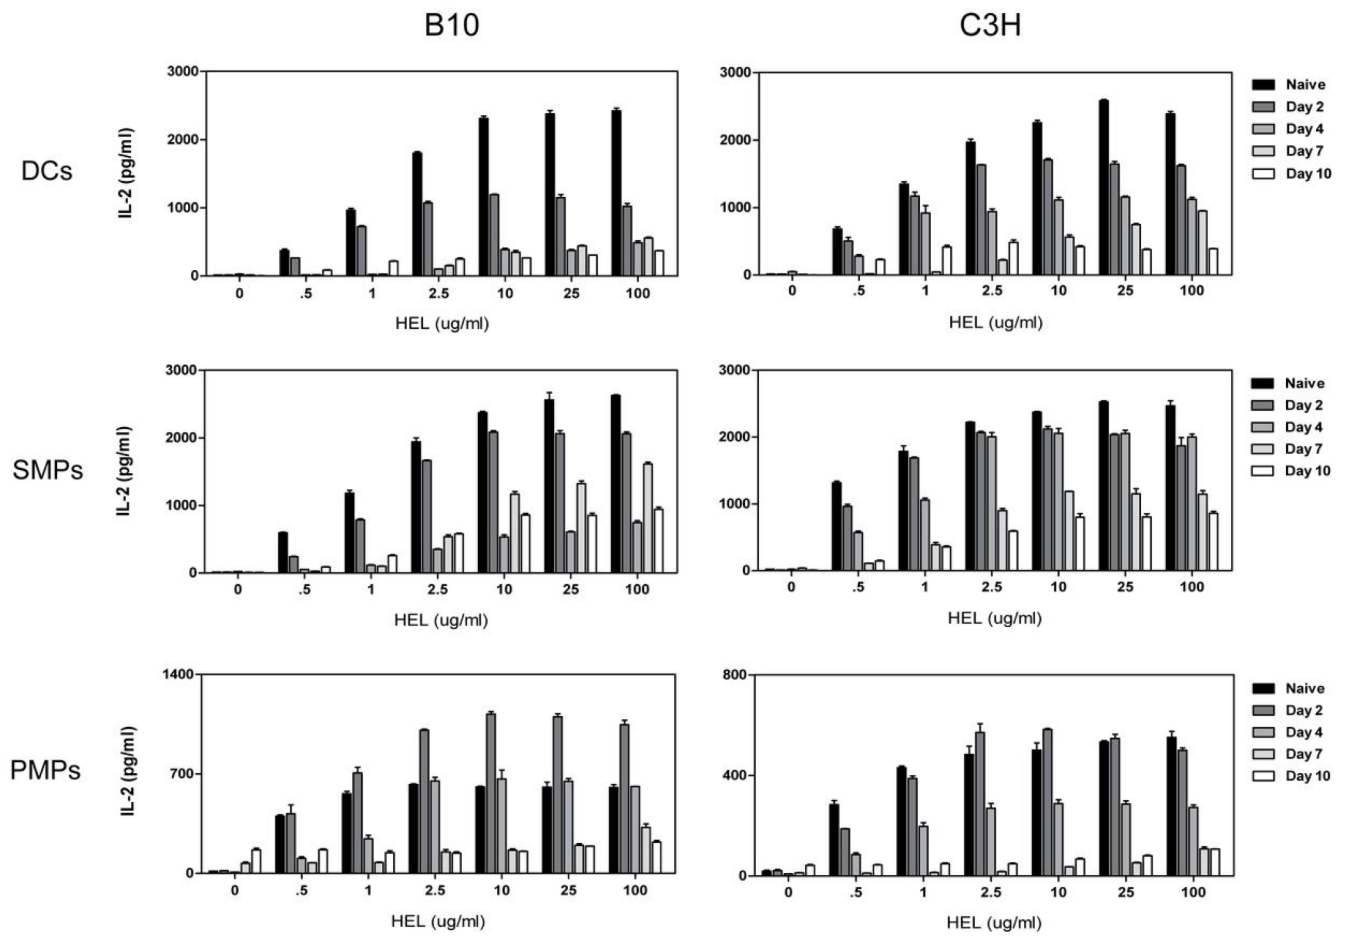 B10
C3H
DCs
IL-2 (pg/ml)
3000
2000
1000
0
0 .5 1 2.5 10 25 100
HEL (ug/ml)
3000
2000
1000
0
0 .5 1 2.5 10 25 100
HEL (ug/ml)
Naive
Day 2
Day 4
Day 7
Day 10
SMPs
IL-2 (pg/ml)
3000
2000
1000
0
0 .5 1 2.5 10 25 100
HEL (ug/ml)
3000
2000
1000
0
0 .5 1 2.5 10 25 100
HEL (ug/ml)
Naive
Day 2
Day 4
Day 7
Day 10
PMPs
IL-2 (pg/ml)
1400
700
0
0 .5 1 2.5 10 25 100
HEL (ug/ml)
800
400
0
0 .5 1 2.5 10 25 100
HEL (ug/ml)
Naive
Day 2
Day 4
Day 7
Day 10